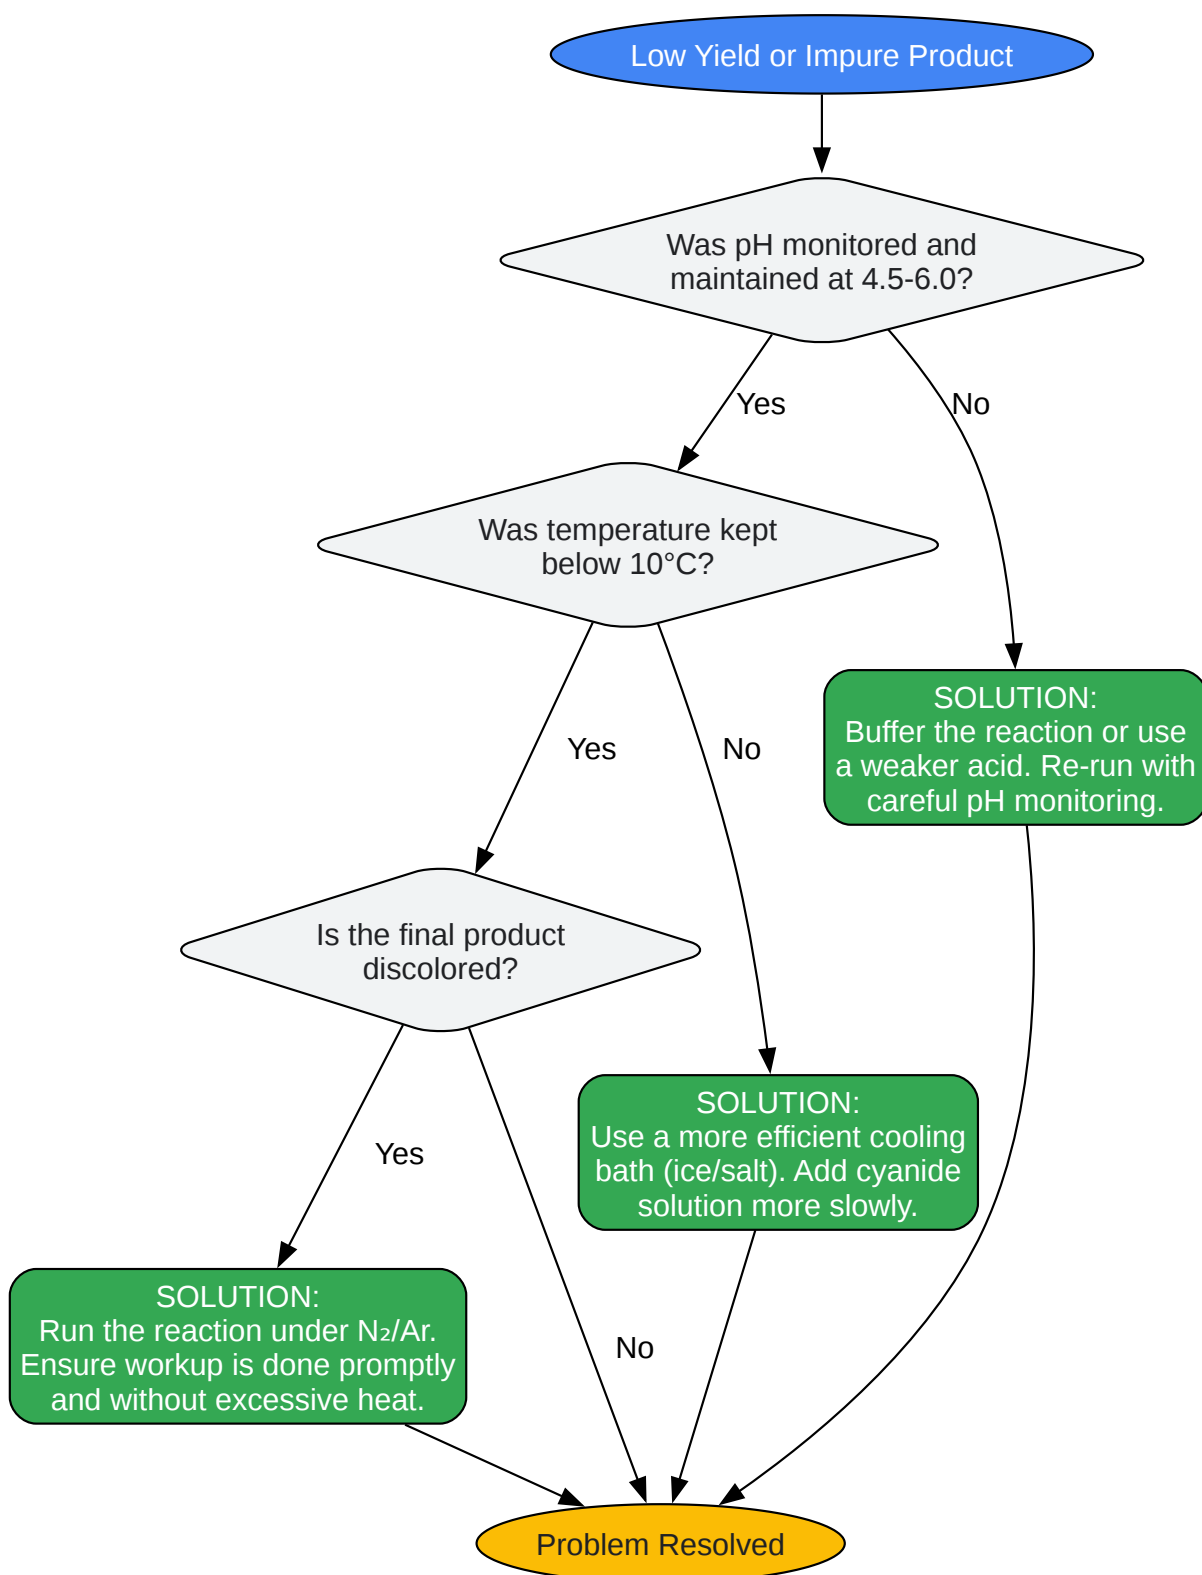 Low Yield or Impure Product
Was pH monitored and
maintained at 4.5-6.0?
Yes
No
Was temperature kept
below 10°C?
Yes
No
SOLUTION:
Buffer the reaction or use
a weaker acid. Re-run with
careful pH monitoring.
Is the final product
discolored?
Yes
No
SOLUTION:
Use a more efficient cooling
bath (ice/salt). Add cyanide
solution more slowly.
SOLUTION:
Run the reaction under N₂/Ar.
Ensure workup is done promptly
and without excessive heat.
Problem Resolved